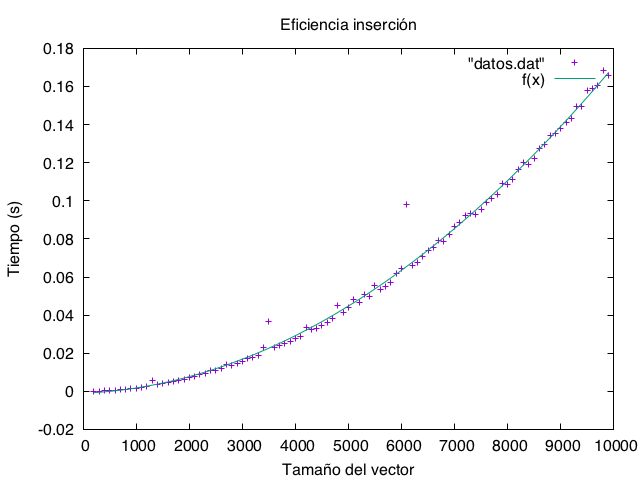 Eficiencia inserción
"datos.dat"
f(x)
0.18
0.16
0.14
0.12
0.1
0.08
0.06
0.04
0.02
0
-0.02
Tiempo (s)
0 1000 2000 3000 4000 5000 6000 7000 8000 9000 10000
Tamaño del vector